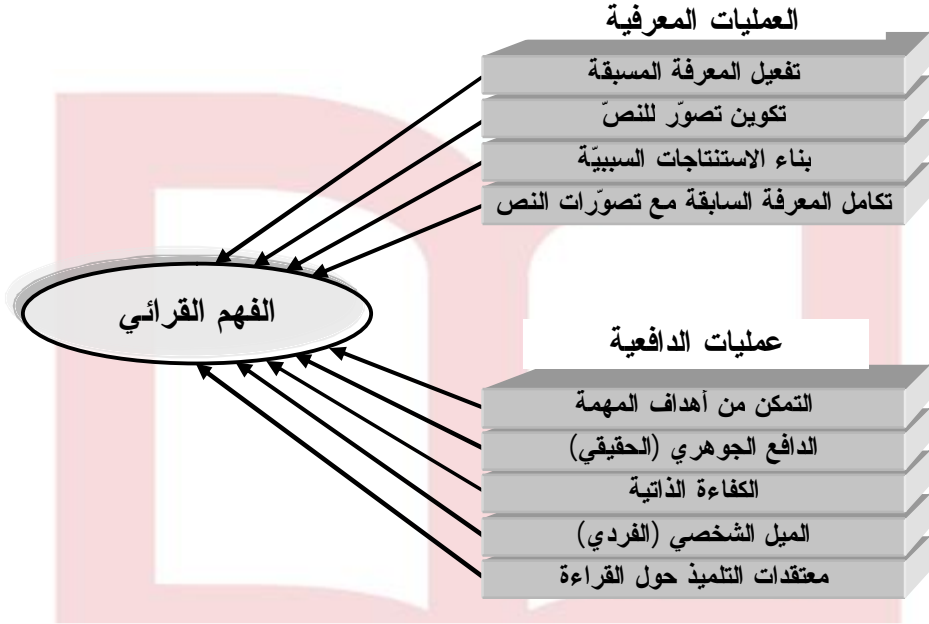 العمليات المعرفية
تفعيل المعرفة المسبقة
تكوين تصوّر للنصّ
بناء الاستنتاجات السببيّة
تكامل المعرفة السابقة مع تصوّرات النص
الفهم القرائي
عمليات الدافعية
التمكن من أهداف المهمة
الدافع الجوهري (الحقيقي)
الكفاءة الذاتية
الميل الشخصي (الفردي)
معتقدات التلميذ حول القراءة